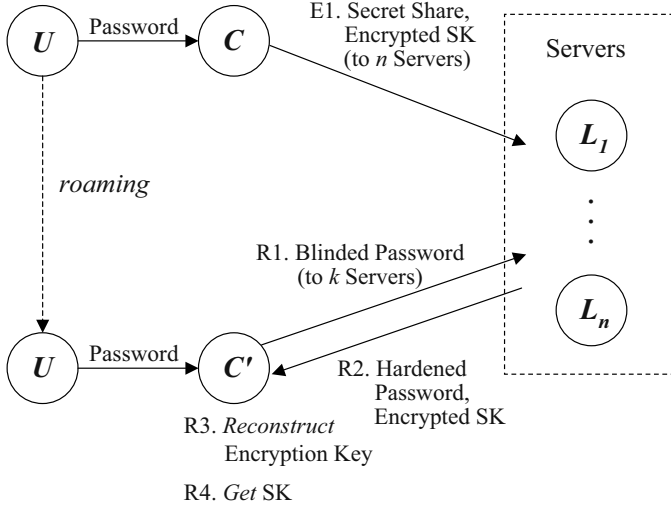 U
Password
C
E1. Secret Share,
Encrypted SK
(to n Servers)
Servers
L1
roaming
R1. Blinded Password
(to k Servers)
Ln
U
Password
C'
R2. Hardened
Password,
Encrypted SK
R3. Reconstruct
Encryption Key
R4. Get SK